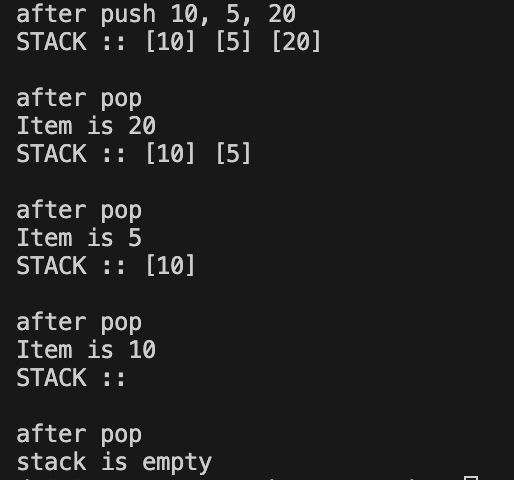 after push 10, 5, 20
STACK :: [10] [5] [20]
after pop
Item is 20
STACK :: [10] [5]
after pop
Item is 5
STACK :: [10]
after pop
Item is 10
STACK ::
after pop
stack is empty